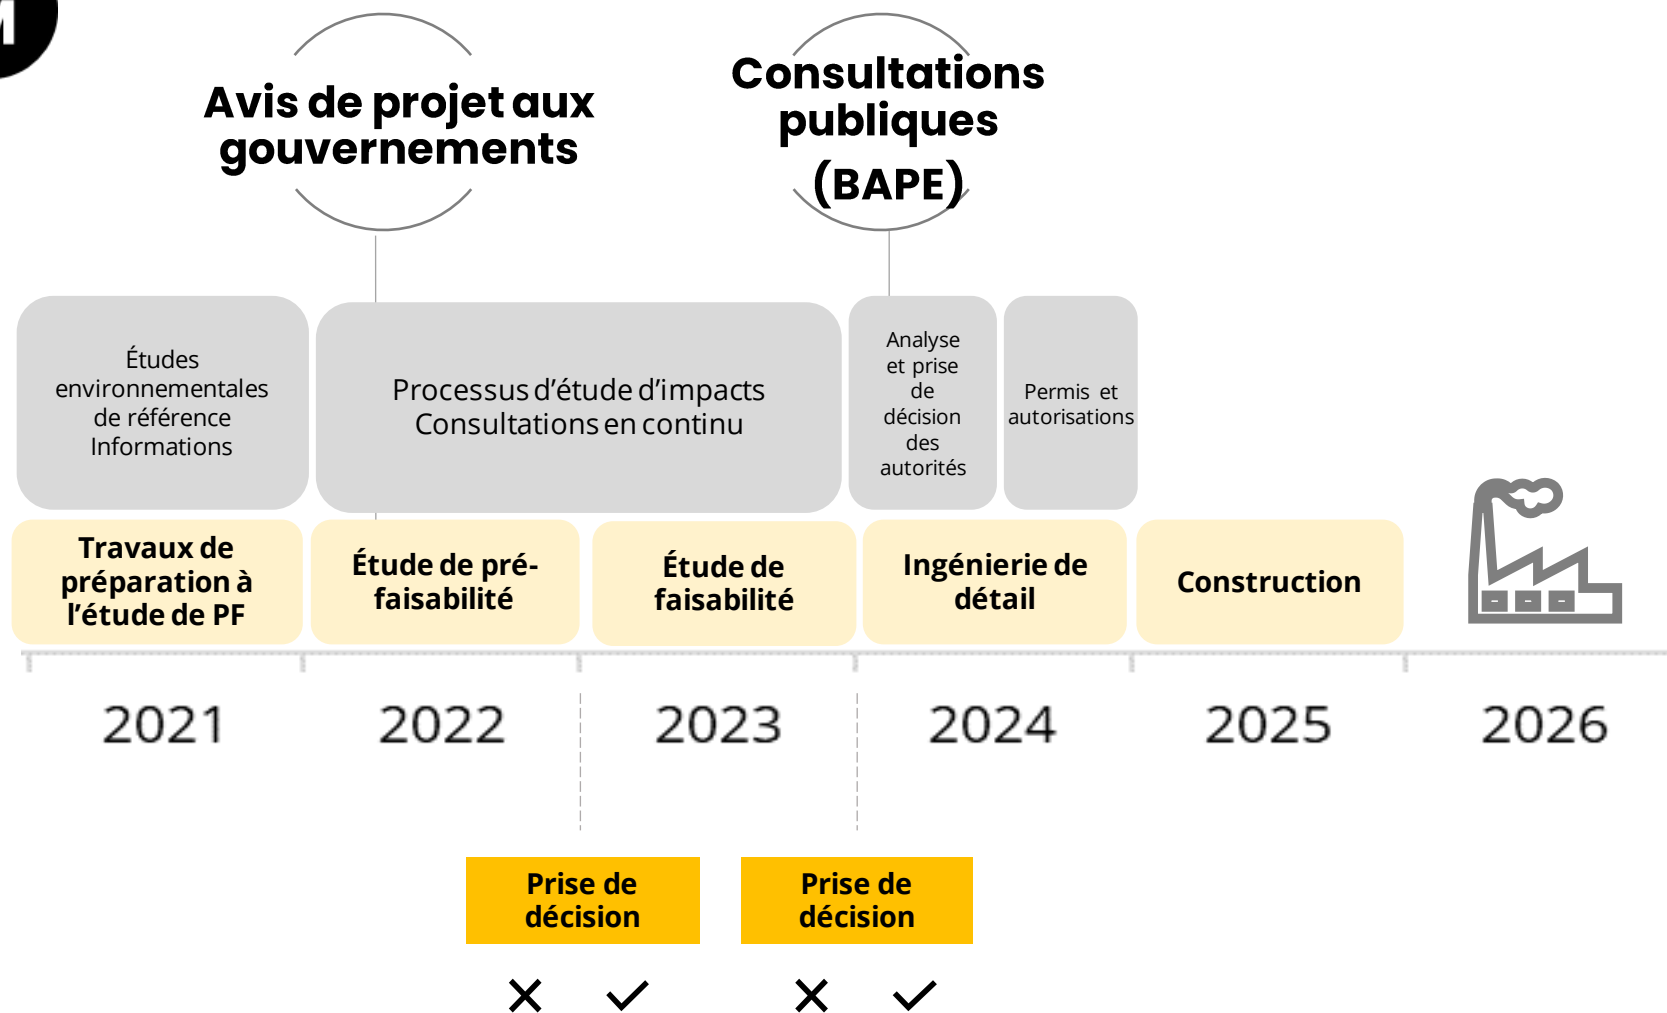 Avis de projet aux
gouvernements
Consultations
publiques
(BAPE)
Études
environnementales
de référence
Informations
Processus d’étude d’impacts
Consultations en continu
Analyse
et prise
de
décision
des
autorités
Permis et
autorisations
Travaux de
préparation à
l’étude de PF
Étude de pré-
faisabilité
Étude de
faisabilité
Ingénierie de
détail
Construction
2021
2022
2023
2024
2025
2026
Prise de
décision
Prise de
décision